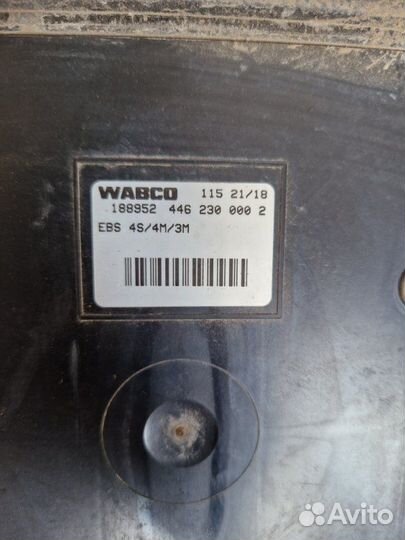 WABCO 115 21/18
188952 446 230 000 2
EBS 4S/4M/3M
Avito